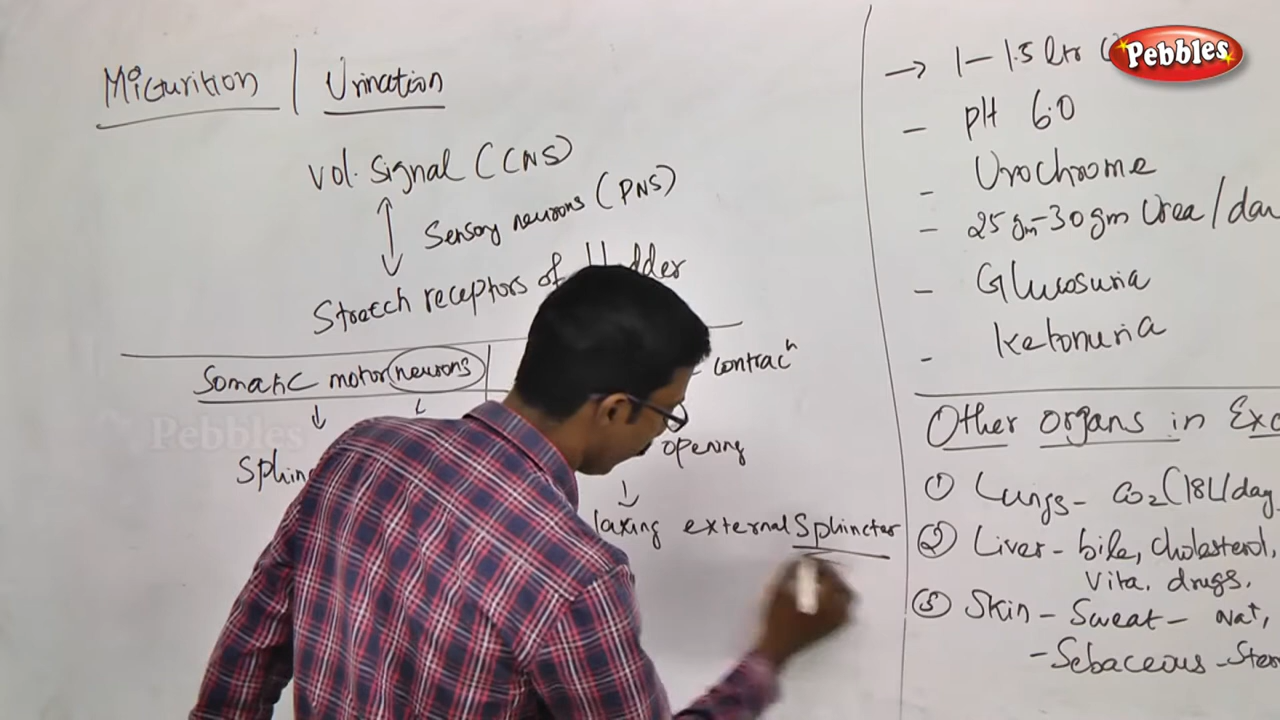 Micturition | Urination
Vol. Signal (CNS)
Sensory neurons (PNS)
Stretch receptors of
Somatic motor neurons
contracⁿ
Sphin
opening
laxing external Sphincter
→ 1 – 1.5 ltr
– pH 6.0
– Urochrome
– 25 gm – 30 gm Urea / day
– Glucosuria
– Ketonuria
Other organs in Exc
① Lungs – CO₂ (18L/day
② Liver – bile, Cholesterol,
Vita. drugs.
③ Skin – Sweat – Na⁺,
– Sebaceous – Ster
Pebbles
Pebbles